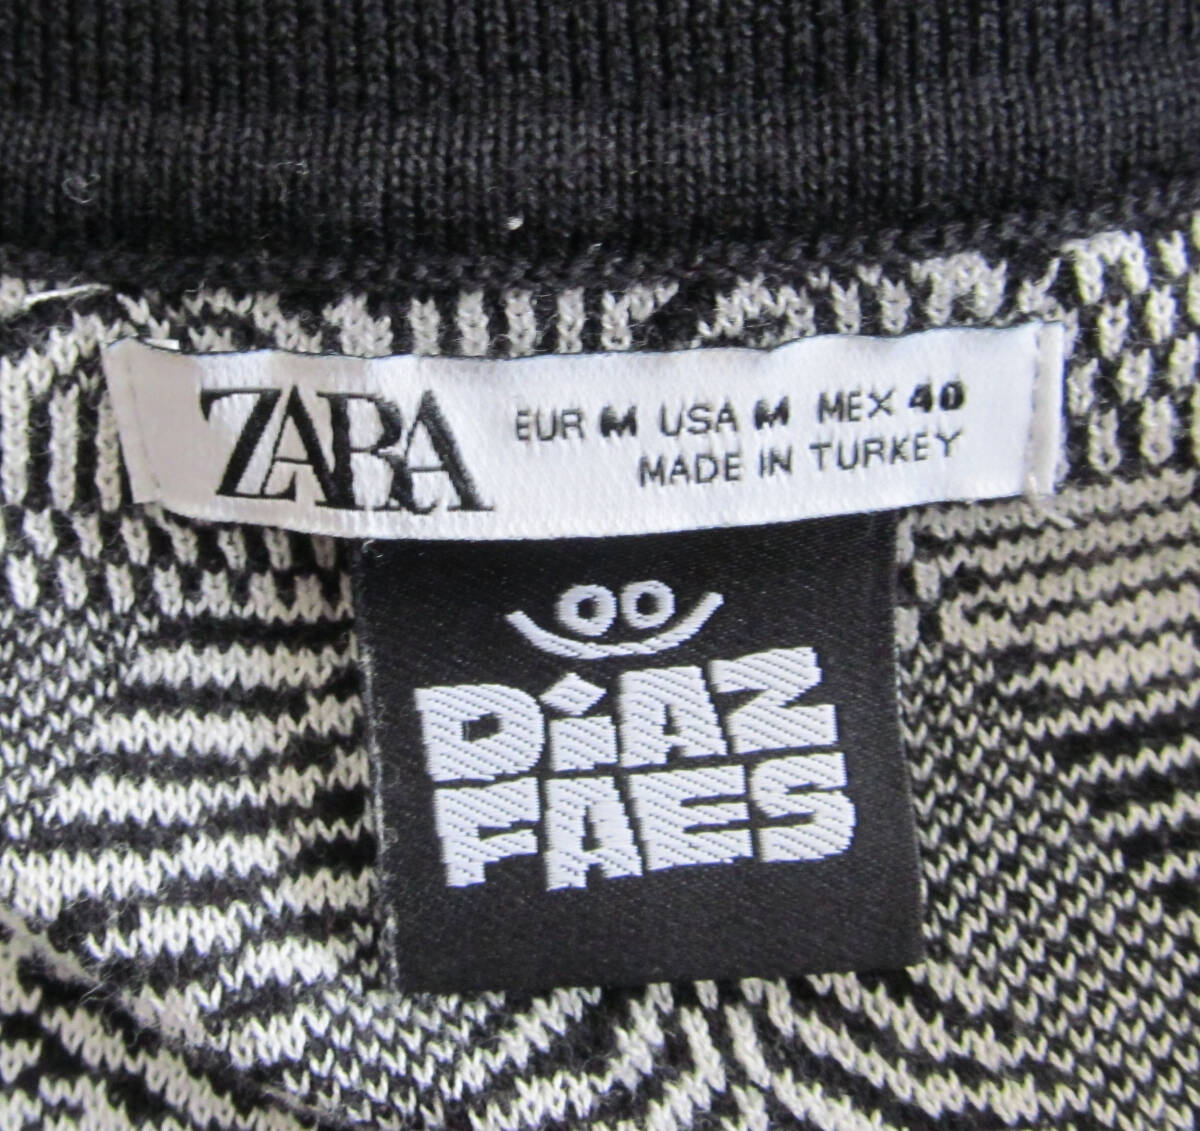 ZARA
EUR M USA M MEX 40
MADE IN TURKEY
DiAZ
FAES